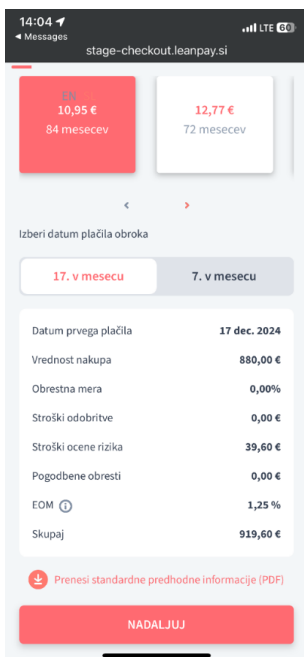 14:04
LTE 60
◄ Messages
stage-checkout.leanpay.si
EN
10,95 €
84 mesecev
12,77 €
72 mesecev
Izberi datum plačila obroka
17. v mesecu
7. v mesecu
Datum prvega plačila 17 dec. 2024
Vrednost nakupa 880,00 €
Obrestna mera 0,00%
Stroški odobritve 0,00 €
Stroški ocene rizika 39,60 €
Pogodbene obresti 0,00 €
EOM 1,25 %
Skupaj 919,60 €
Prenesi standardne predhodne informacije (PDF)
NADALJUJ